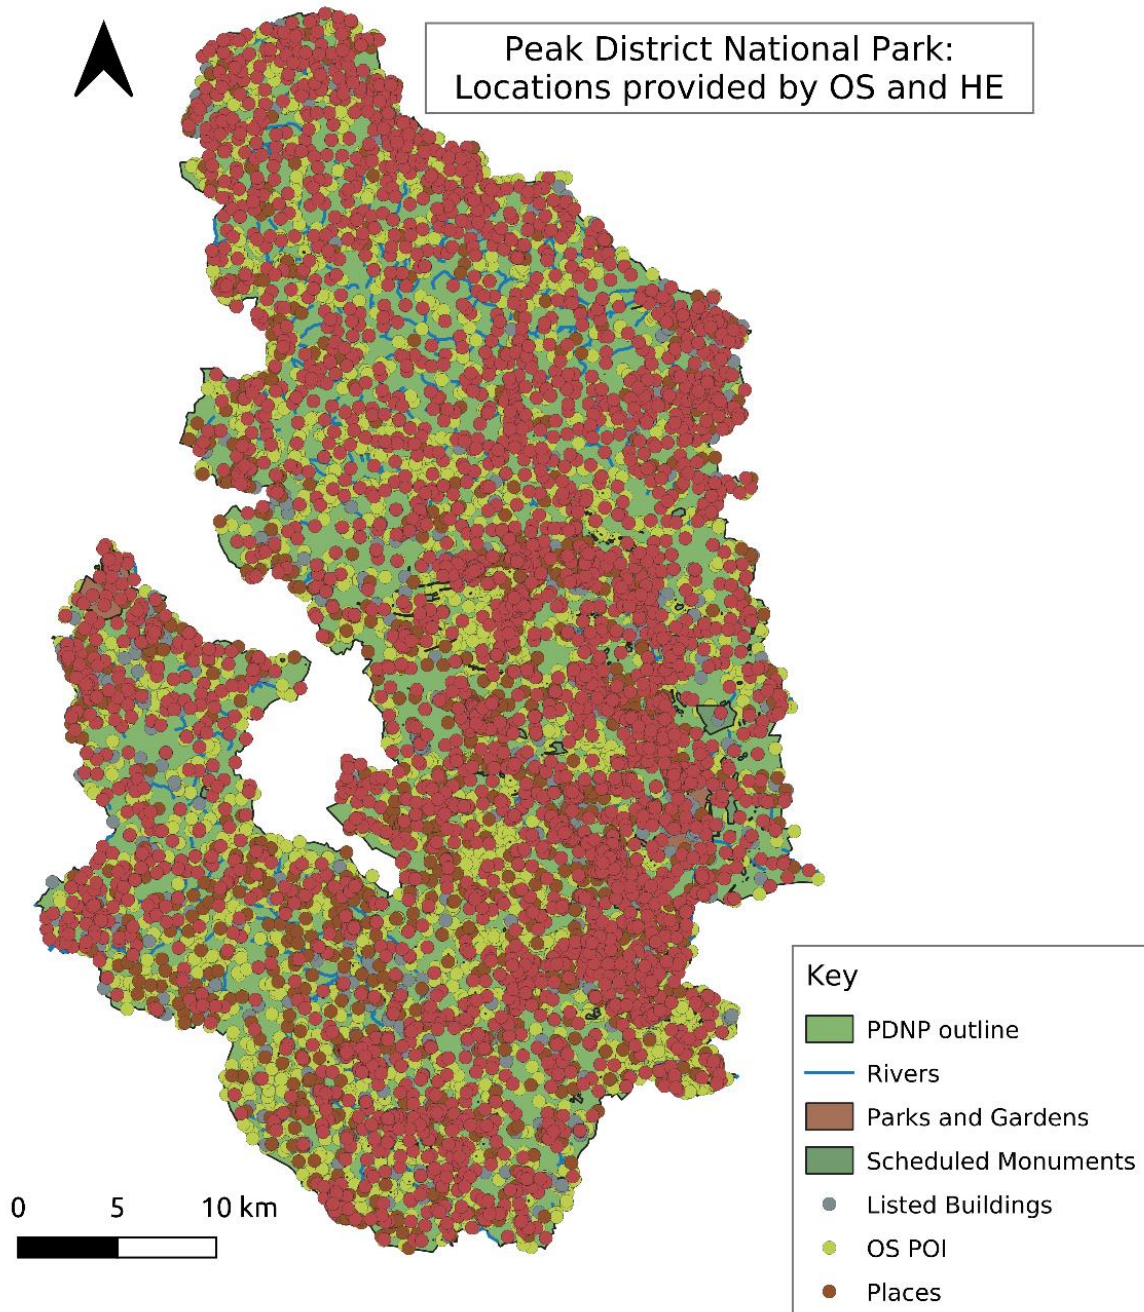 Peak District National Park:
Locations provided by OS and HE
Key
PDNP outline
Rivers
Parks and Gardens
Scheduled Monuments
Listed Buildings
OS POI
Places
0 5 10 km